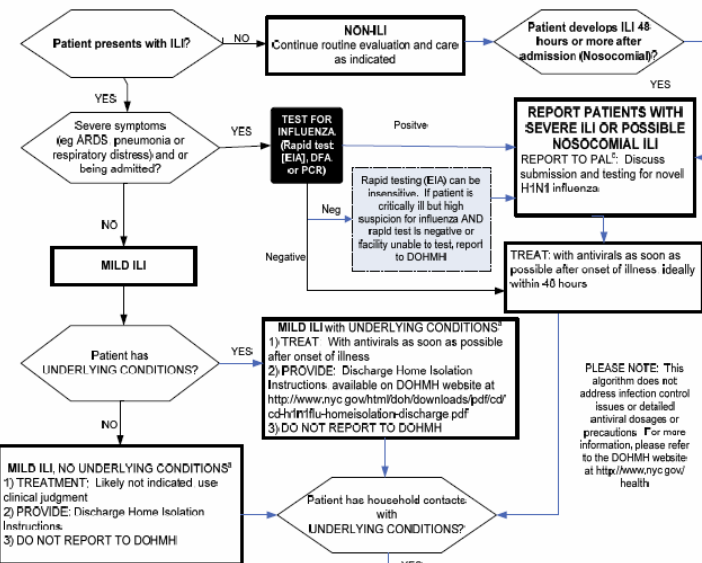 Patient presents with ILI?
NO
NON-ILI
Continue routine evaluation and care
as indicated
Patient develops ILI 48
hours or more after
admission (Nosocomial)?
YES
YES
Severe symptoms
(eg ARDS, pneumonia or
respiratory distress) and or
being admitted?
YES
TEST FOR
INFLUENZA
(Rapid test
[EIA], DFA
or PCR)
Positve
REPORT PATIENTS WITH
SEVERE ILI OR POSSIBLE
NOSOCOMIAL ILI
REPORT TO PAL: Discuss
submission and testing for novel
H1N1 influenza
Neg
Rapid testing (EIA) can be
insensitive. If patient is
critically ill but high
suspicion for influenza AND
rapid test is negative or
facility unable to test, report
to DOHMH
Negative
NO
MILD ILI
TREAT: with antivirals as soon as
possible after onset of illness, ideally
within 48 hours
Patient has
UNDERLYING CONDITIONS?
YES
MILD ILI with UNDERLYING CONDITIONSª
1) TREAT: With antivirals as soon as possible
after onset of illness
2) PROVIDE: Discharge Home Isolation
Instructions, available on DOHMH website at
http://www.nyc.gov/html/doh/downloads/pdf/cd/
cd-h1n1flu-homeisolation-discharge.pdf
3) DO NOT REPORT TO DOHMH
PLEASE NOTE: This
algorithm does not
address infection control
issues or detailed
antiviral dosages or
precautions. For more
information, please refer
to the DOHMH website
at http://www.nyc.gov/
health
NO
MILD ILI, NO UNDERLYING CONDITIONSª
1) TREATMENT: Likely not indicated, use
clinical judgment
2) PROVIDE: Discharge Home Isolation
Instructions
3) DO NOT REPORT TO DOHMH
Patient has household contacts
with
UNDERLYING CONDITIONS?
YES